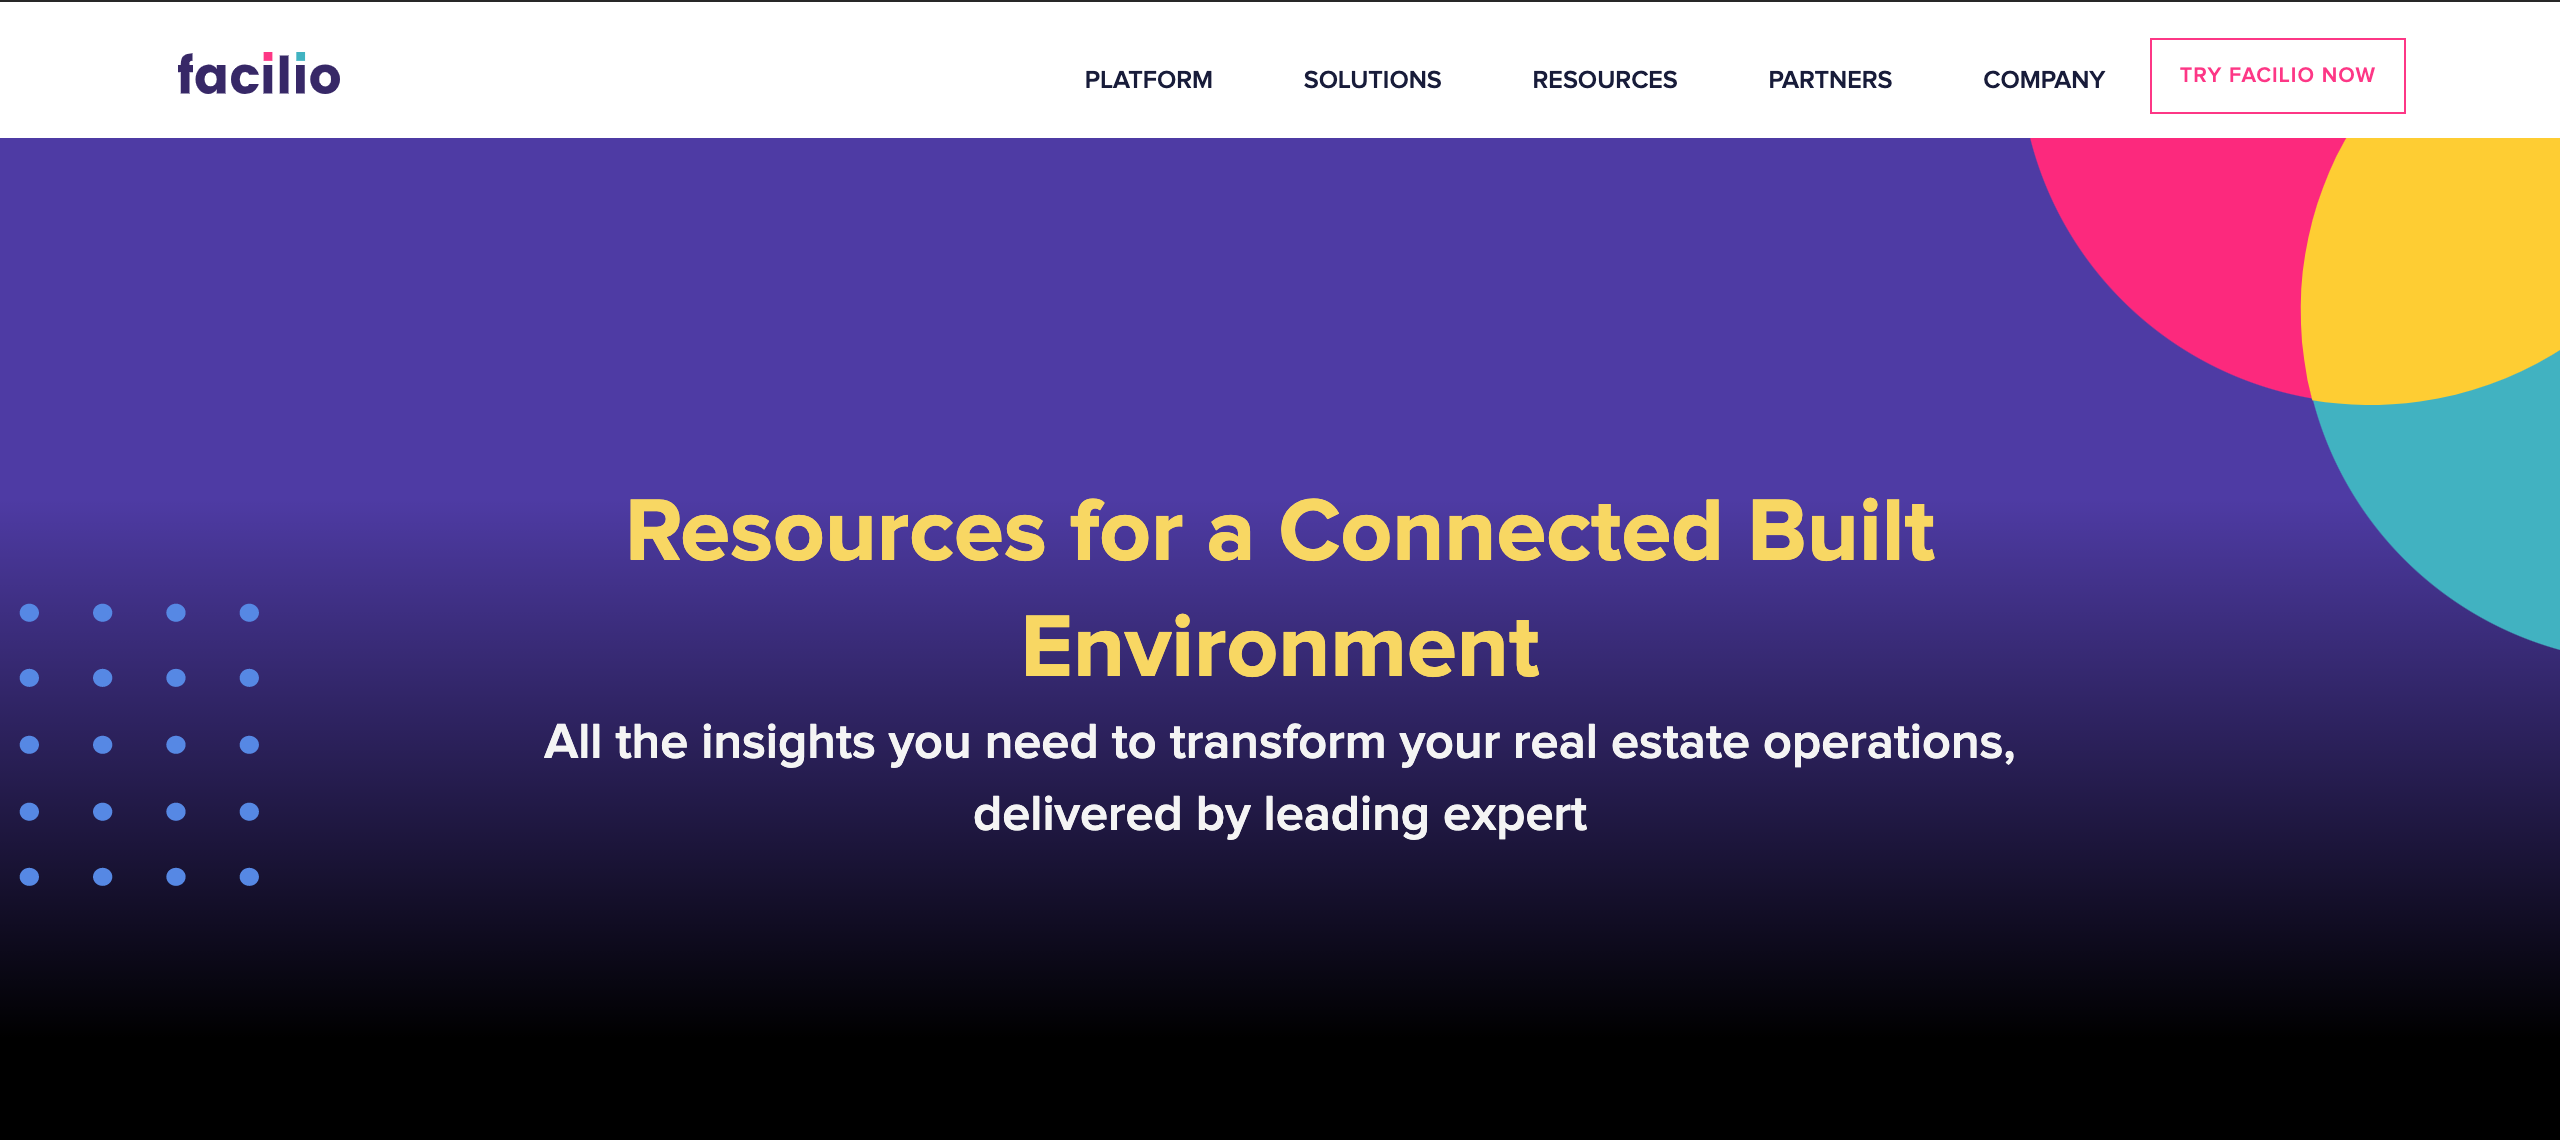 facilio
PLATFORM
SOLUTIONS
RESOURCES
PARTNERS
COMPANY
TRY FACILIO NOW
Resources for a Connected Built
Environment
All the insights you need to transform your real estate operations,
delivered by leading expert